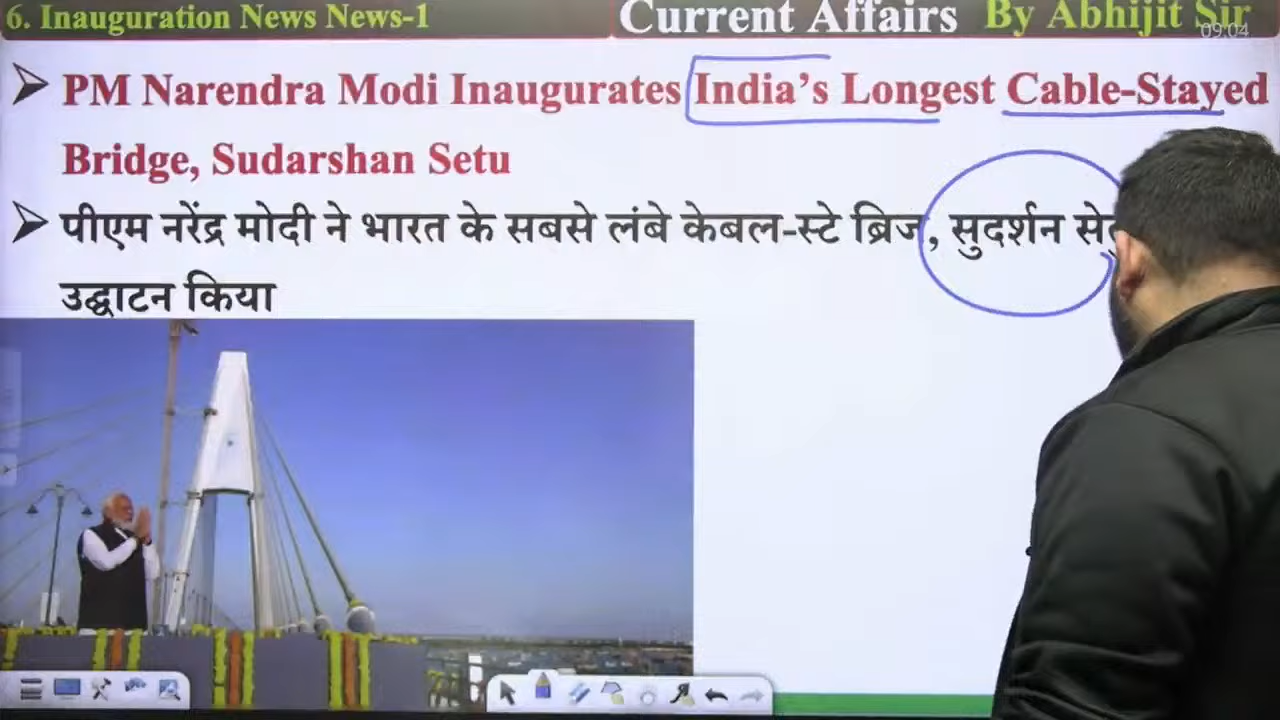 6. Inauguration News News-1
Current Affairs By Abhijit Sir
09:04
PM Narendra Modi Inaugurates India's Longest Cable-Stayed
Bridge, Sudarshan Setu
पीएम नरेंद्र मोदी ने भारत के सबसे लंबे केबल-स्टे ब्रिज, सुदर्शन
उद्घाटन किया